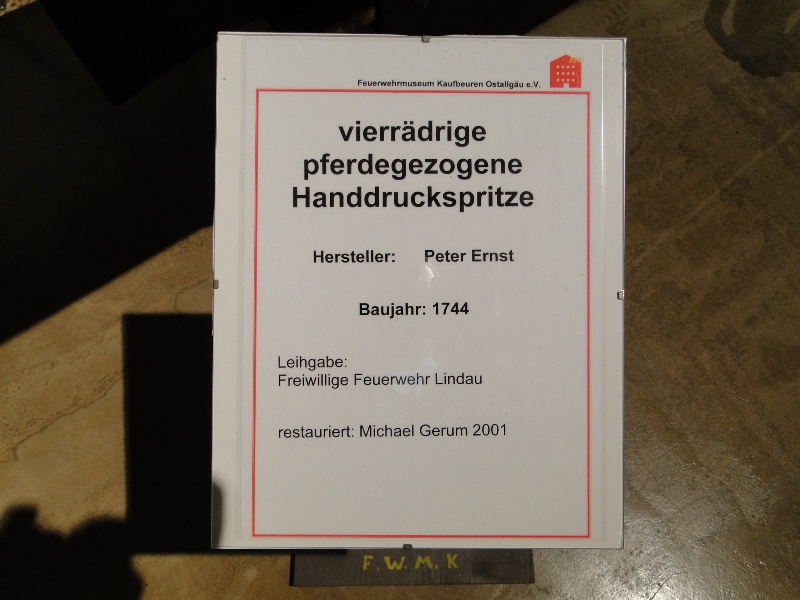 Feuerwehrmuseum Kaufbeuren Ostallgäu e.V.
vierrädrige
pferdegezogene
Handdruckspritze
Hersteller: Peter Ernst
Baujahr: 1744
Leihgabe:
Freiwillige Feuerwehr Lindau
restauriert: Michael Gerum 2001
F.W.M.K